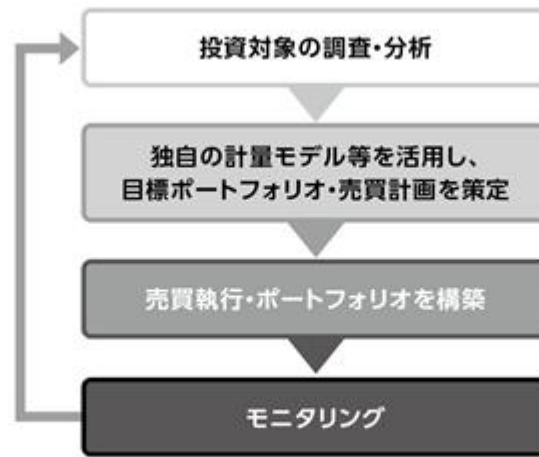 投資対象の調査・分析
独自の計量モデル等を活用し、
目標ポートフォリオ・売買計画を策定
売買執行・ポートフォリオを構築
モニタリング